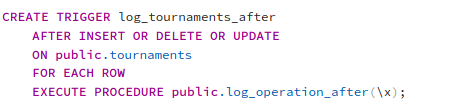 CREATE TRIGGER log_tournaments_after
AFTER INSERT OR DELETE OR UPDATE
ON public.tournaments
FOR EACH ROW
EXECUTE PROCEDURE public.log_operation_after(\x);